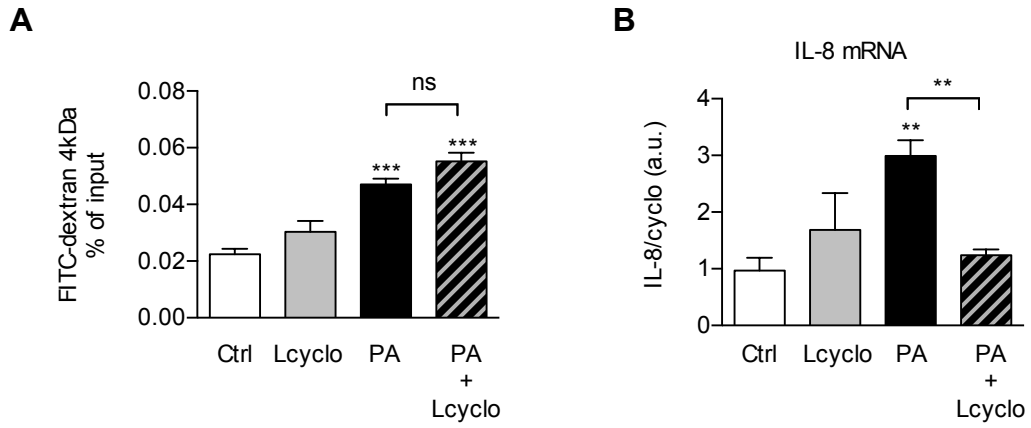 A
FITC-dextran 4kDa
% of input
0.08
0.06
0.04
0.02
0.00
ns
***
***
Ctrl
Lcyclo
PA
PA
+
Lcyclo
B
IL-8 mRNA
IL-8/cyclo (a.u.)
4
3
2
1
0
**
**
Ctrl
Lcyclo
PA
PA
+
Lcyclo